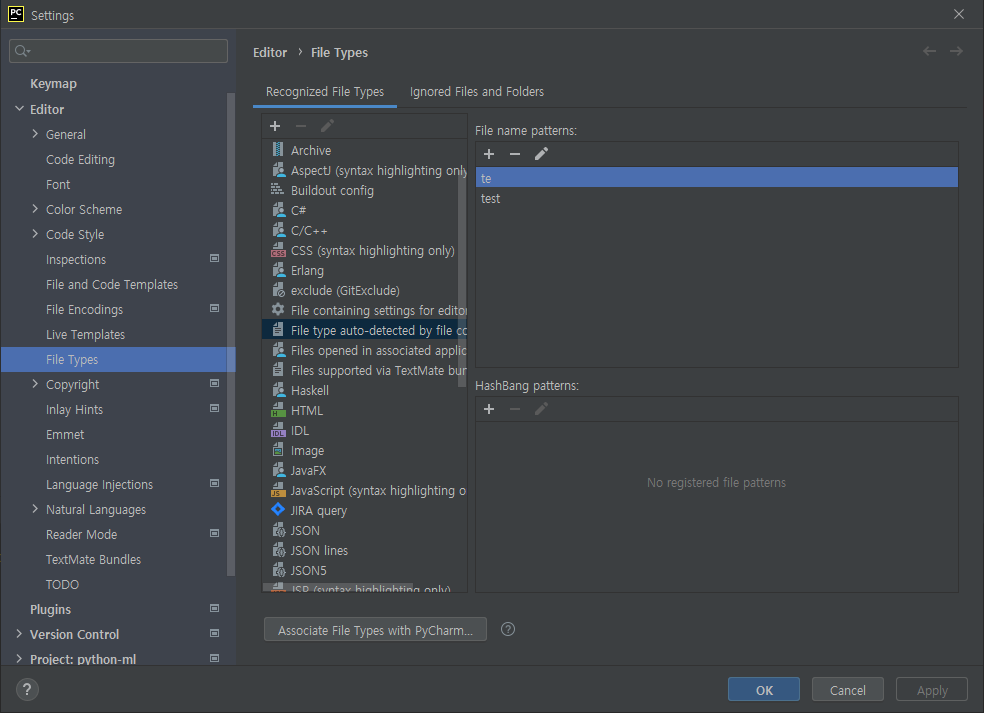 PC
Settings
Editor › File Types
Recognized File Types
Ignored Files and Folders
Keymap
Editor
General
Code Editing
Font
Color Scheme
Code Style
Inspections
File and Code Templates
File Encodings
Live Templates
File Types
Copyright
Inlay Hints
Emmet
Intentions
Language Injections
Natural Languages
Reader Mode
TextMate Bundles
TODO
Plugins
Version Control
Project: python-ml
Archive
AspectJ (syntax highlighting only
Buildout config
C#
C/C++
CSS (syntax highlighting only)
Erlang
exclude (GitExclude)
File containing settings for editor
File type auto-detected by file co
Files opened in associated applic
Files supported via TextMate bun
Haskell
HTML
IDL
Image
JavaFX
JavaScript (syntax highlighting o
JIRA query
JSON
JSON lines
JSON5
JSP (syntax highlighting only)
File name patterns:
te
test
HashBang patterns:
No registered file patterns
Associate File Types with PyCharm...
?
?
OK
Cancel
Apply